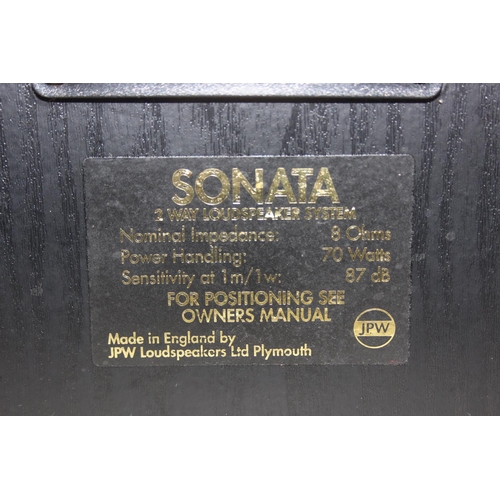 SONATA
2 WAY LOUDSPEAKER SYSTEM
Nominal Impedance: 8 Ohms
Power Handling: 70 Watts
Sensitivity at 1m/1w: 87 dB
FOR POSITIONING SEE
OWNERS MANUAL
JPW
Made in England by
JPW Loudspeakers Ltd Plymouth